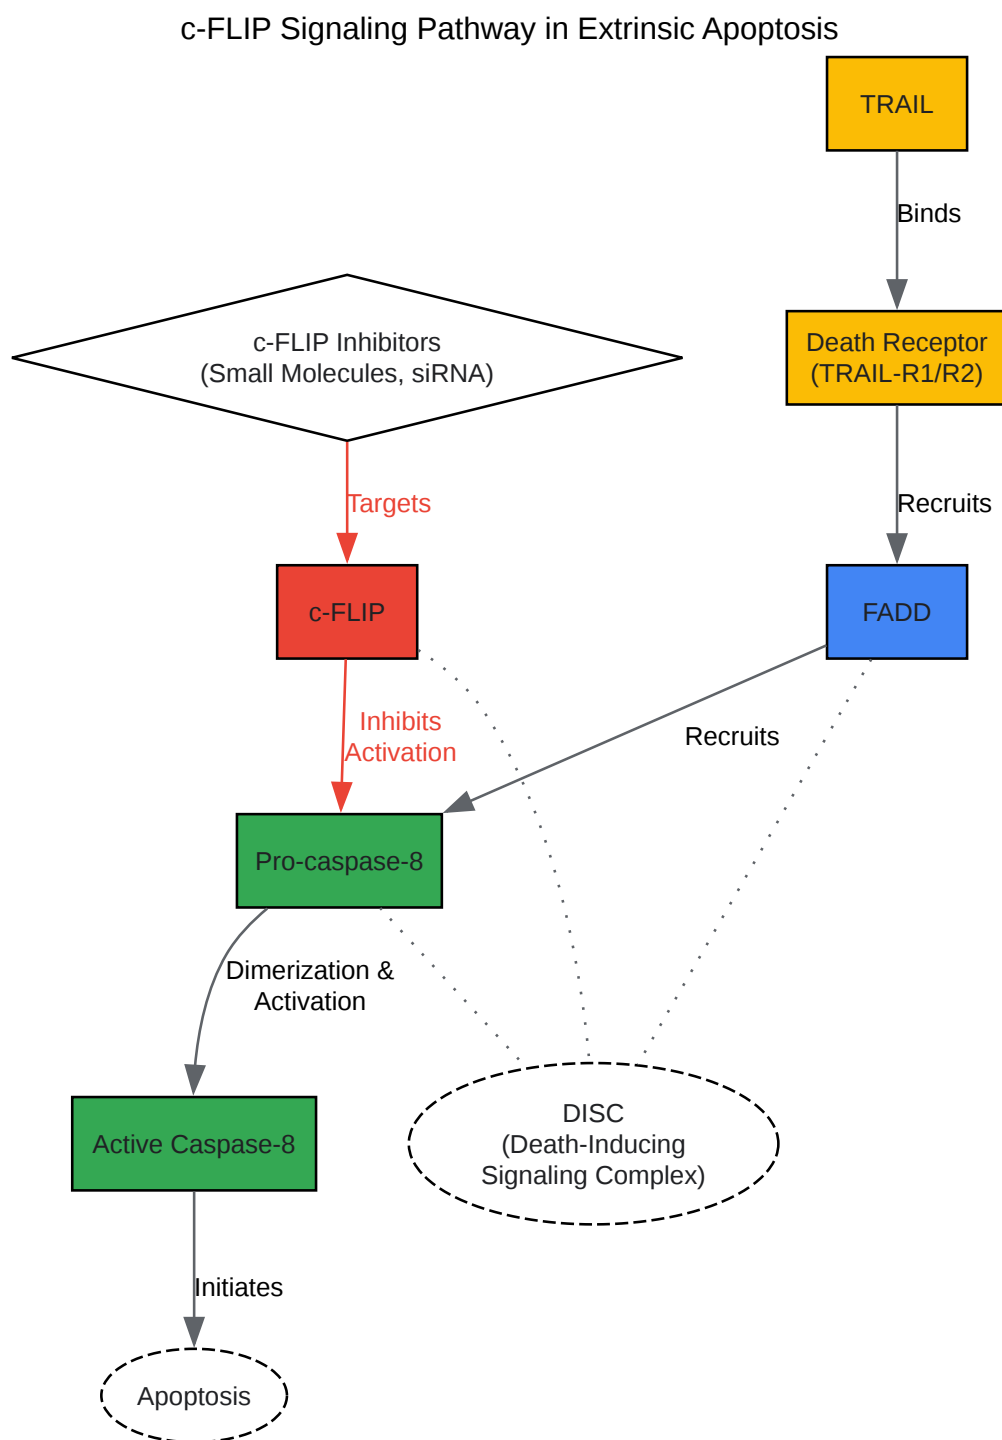 c-FLIP Signaling Pathway in Extrinsic Apoptosis
TRAIL
Binds
c-FLIP Inhibitors
(Small Molecules, siRNA)
Death Receptor
(TRAIL-R1/R2)
Targets
Recruits
c-FLIP
FADD
Inhibits
Activation
Recruits
Pro-caspase-8
Dimerization &
Activation
Active Caspase-8
DISC
(Death-Inducing
Signaling Complex)
Initiates
Apoptosis